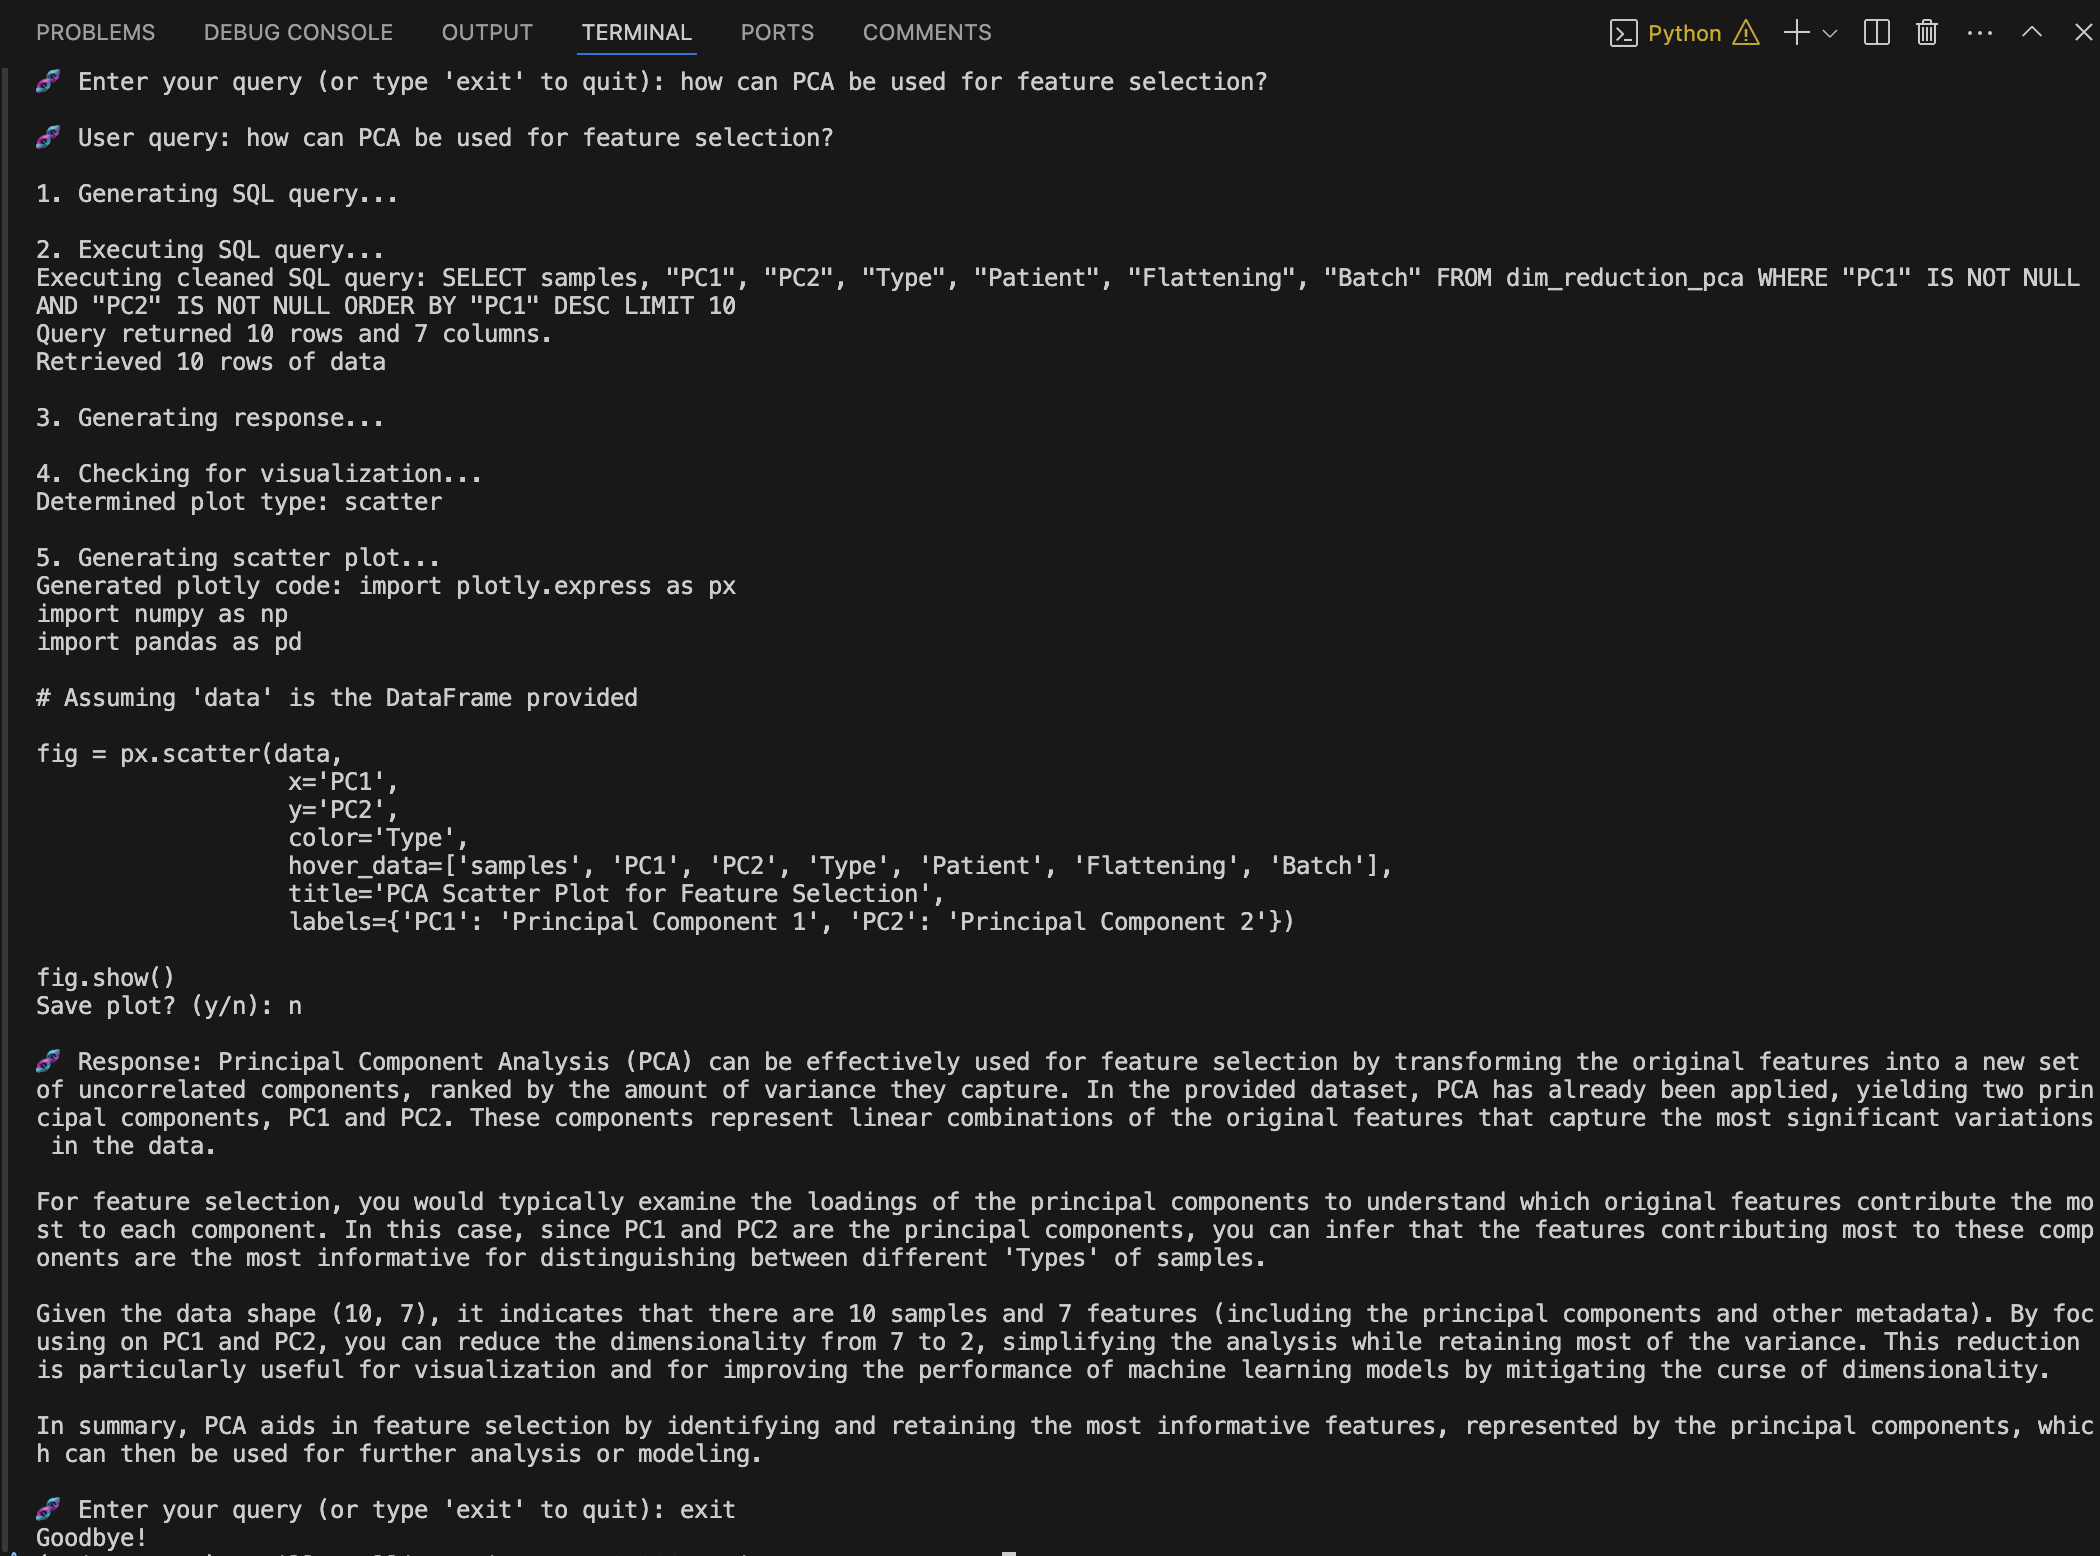 PROBLEMS DEBUG CONSOLE OUTPUT TERMINAL PORTS COMMENTS Python
Enter your query (or type 'exit' to quit): how can PCA be used for feature selection?
User query: how can PCA be used for feature selection?
1. Generating SQL query...
2. Executing SQL query...
Executing cleaned SQL query: SELECT samples, "PC1", "PC2", "Type", "Patient", "Flattening", "Batch" FROM dim_reduction_pca WHERE "PC1" IS NOT NULL
AND "PC2" IS NOT NULL ORDER BY "PC1" DESC LIMIT 10
Query returned 10 rows and 7 columns.
Retrieved 10 rows of data
3. Generating response...
4. Checking for visualization...
Determined plot type: scatter
5. Generating scatter plot...
Generated plotly code: import plotly.express as px
import numpy as np
import pandas as pd
# Assuming 'data' is the DataFrame provided
fig = px.scatter(data,
x='PC1',
y='PC2',
color='Type',
hover_data=['samples', 'PC1', 'PC2', 'Type', 'Patient', 'Flattening', 'Batch'],
title='PCA Scatter Plot for Feature Selection',
labels={'PC1': 'Principal Component 1', 'PC2': 'Principal Component 2'})
fig.show()
Save plot? (y/n): n
Response: Principal Component Analysis (PCA) can be effectively used for feature selection by transforming the original features into a new set
of uncorrelated components, ranked by the amount of variance they capture. In the provided dataset, PCA has already been applied, yielding two prin
cipal components, PC1 and PC2. These components represent linear combinations of the original features that capture the most significant variations
in the data.
For feature selection, you would typically examine the loadings of the principal components to understand which original features contribute the mo
st to each component. In this case, since PC1 and PC2 are the principal components, you can infer that the features contributing most to these comp
onents are the most informative for distinguishing between different 'Types' of samples.
Given the data shape (10, 7), it indicates that there are 10 samples and 7 features (including the principal components and other metadata). By foc
using on PC1 and PC2, you can reduce the dimensionality from 7 to 2, simplifying the analysis while retaining most of the variance. This reduction
is particularly useful for visualization and for improving the performance of machine learning models by mitigating the curse of dimensionality.
In summary, PCA aids in feature selection by identifying and retaining the most informative features, represented by the principal components, whic
h can then be used for further analysis or modeling.
Enter your query (or type 'exit' to quit): exit
Goodbye!